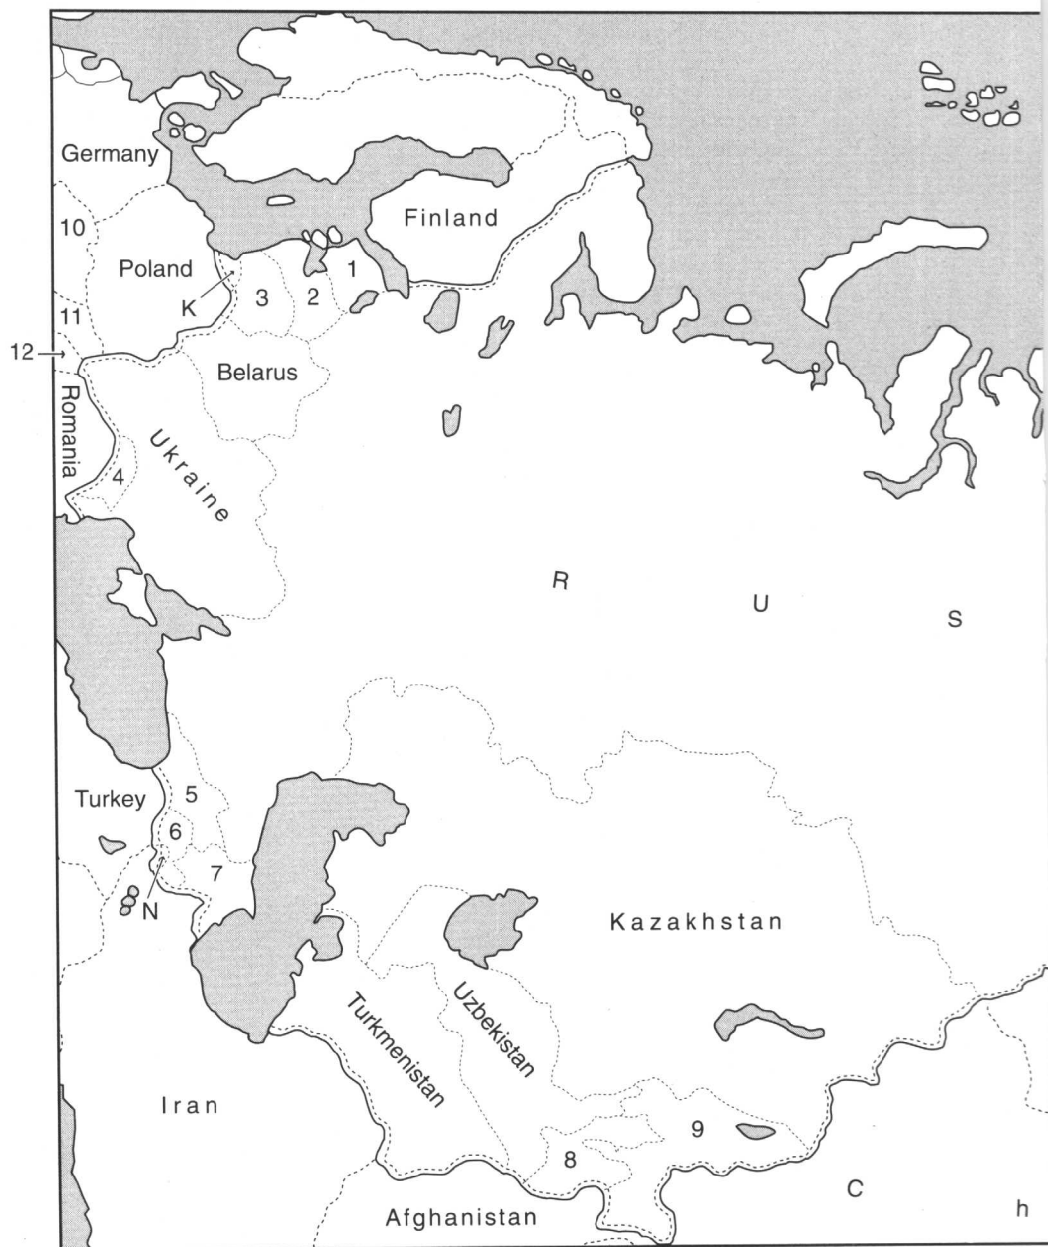 Germany
10
Finland
Poland
1
K
3
2
11
12
Belarus
Romania
Ukraine
4
R U S
Turkey
5
6
7
N
Kazakhstan
Uzbekistan
Turkmenistan
Iran
9
8
C h
Afghanistan